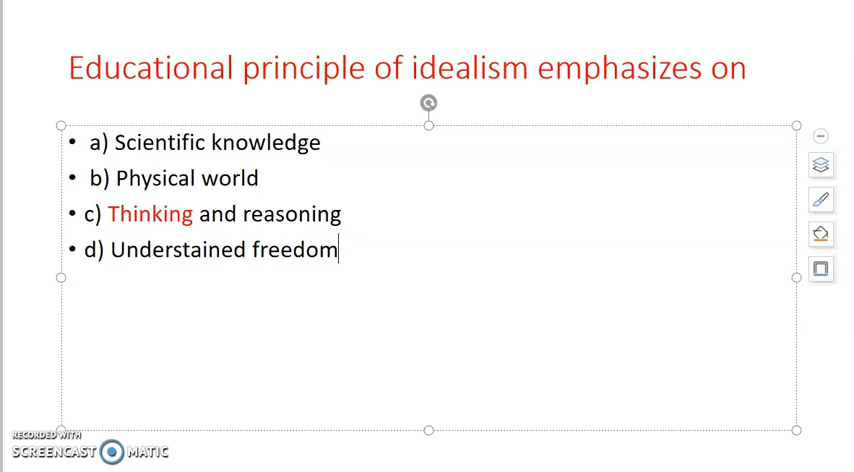 Educational principle of idealism emphasizes on
• a) Scientific knowledge
• b) Physical world
• c) Thinking and reasoning
• d) Understained freedom
RECORDED WITH
SCREENCAST MATIC